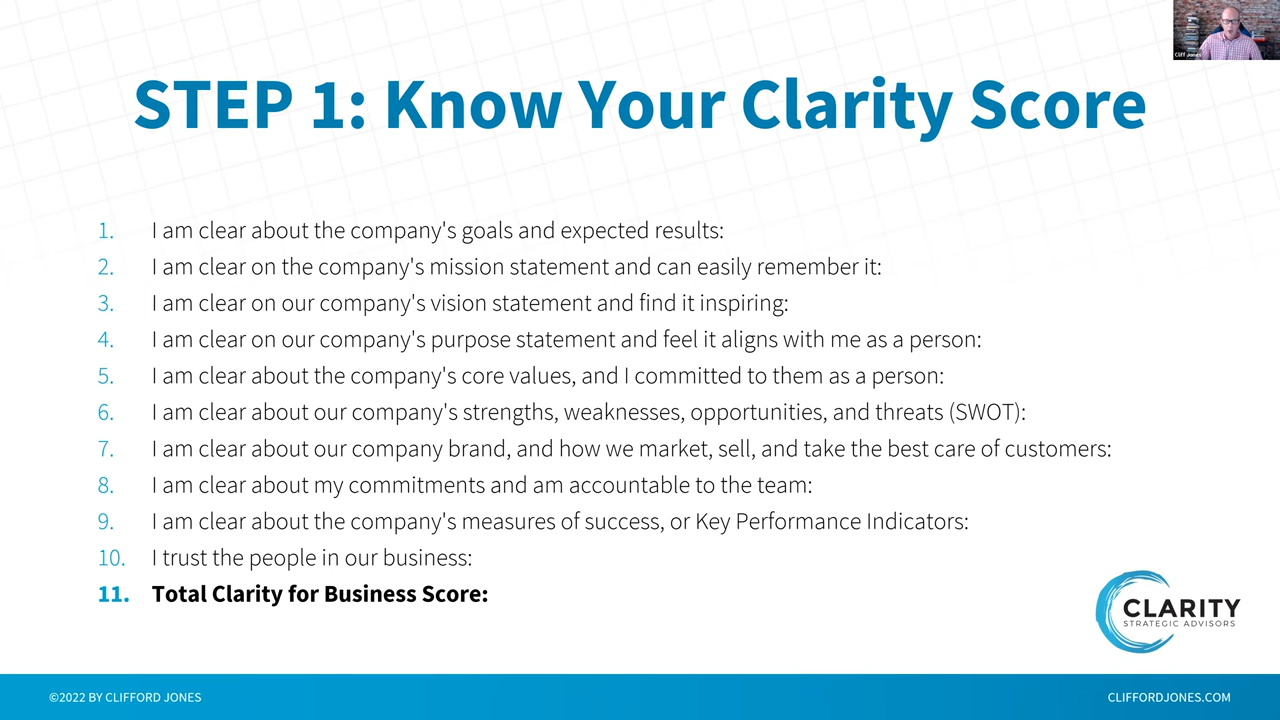 Cliff Jones
STEP 1: Know Your Clarity Score
1. I am clear about the company's goals and expected results:
2. I am clear on the company's mission statement and can easily remember it:
3. I am clear on our company's vision statement and find it inspiring:
4. I am clear on our company's purpose statement and feel it aligns with me as a person:
5. I am clear about the company's core values, and I committed to them as a person:
6. I am clear about our company's strengths, weaknesses, opportunities, and threats (SWOT):
7. I am clear about our company brand, and how we market, sell, and take the best care of customers:
8. I am clear about my commitments and am accountable to the team:
9. I am clear about the company's measures of success, or Key Performance Indicators:
10. I trust the people in our business:
11. Total Clarity for Business Score:
CLARITY
STRATEGIC ADVISORS
©2022 BY CLIFFORD JONES
CLIFFORDJONES.COM